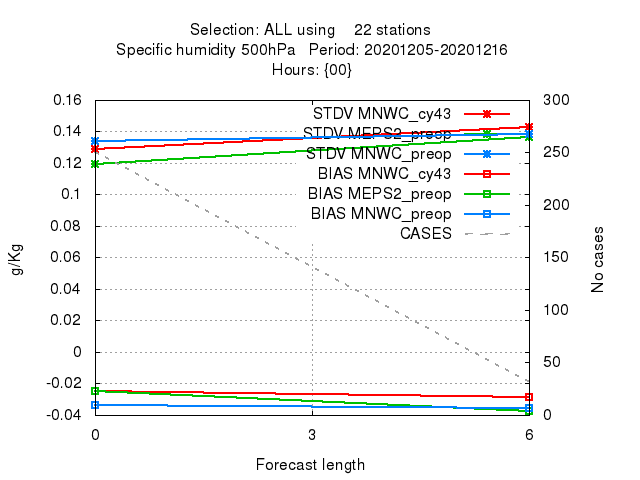 Selection: ALL using 22 stations
Specific humidity 500hPa Period: 20201205-20201216
Hours: {00}
0.16
0.14
0.12
0.1
0.08
0.06
0.04
0.02
0
-0.02
-0.04
g/Kg
STDV MNWC_cy43
STDV MEPS2_preop
STDV MNWC_preop
BIAS MNWC_cy43
BIAS MEPS2_preop
BIAS MNWC_preop
CASES
300
250
200
150
100
50
0
No cases
0 3 6
Forecast length